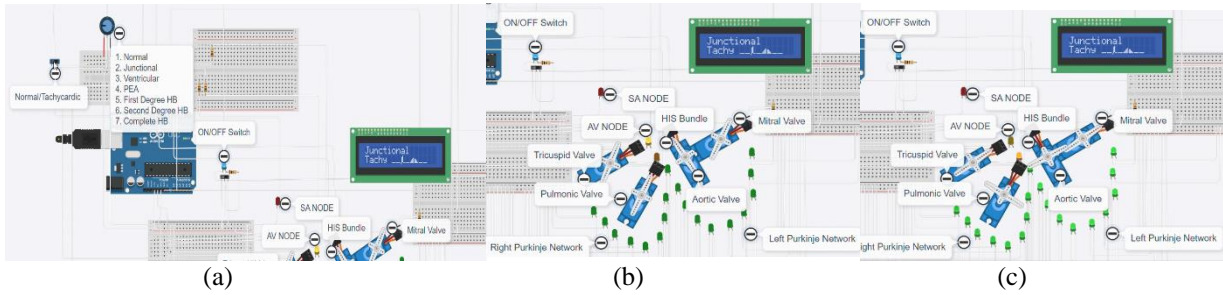 1. Normal
2. Junctional
3. Ventricular
4. PEA
5. First Degree HB
6. Second Degree HB
7. Complete HB
Normal/Tachycardic
ON/OFF Switch
Junctional
Tachy
SA NODE
AV NODE
HIS Bundle
Mitral Valve
(a)
ON/OFF Switch
Junctional
Tachy
SA NODE
AV NODE
HIS Bundle
Mitral Valve
Tricuspid Valve
Pulmonic Valve
Aortic Valve
Right Purkinje Network
Left Purkinje Network
(b)
ON/OFF Switch
Junctional
Tachy
SA NODE
AV NODE
HIS Bundle
Mitral Valve
Tricuspid Valve
Pulmonic Valve
Aortic Valve
ight Purkinje Network
Left Purkinje Network
(c)